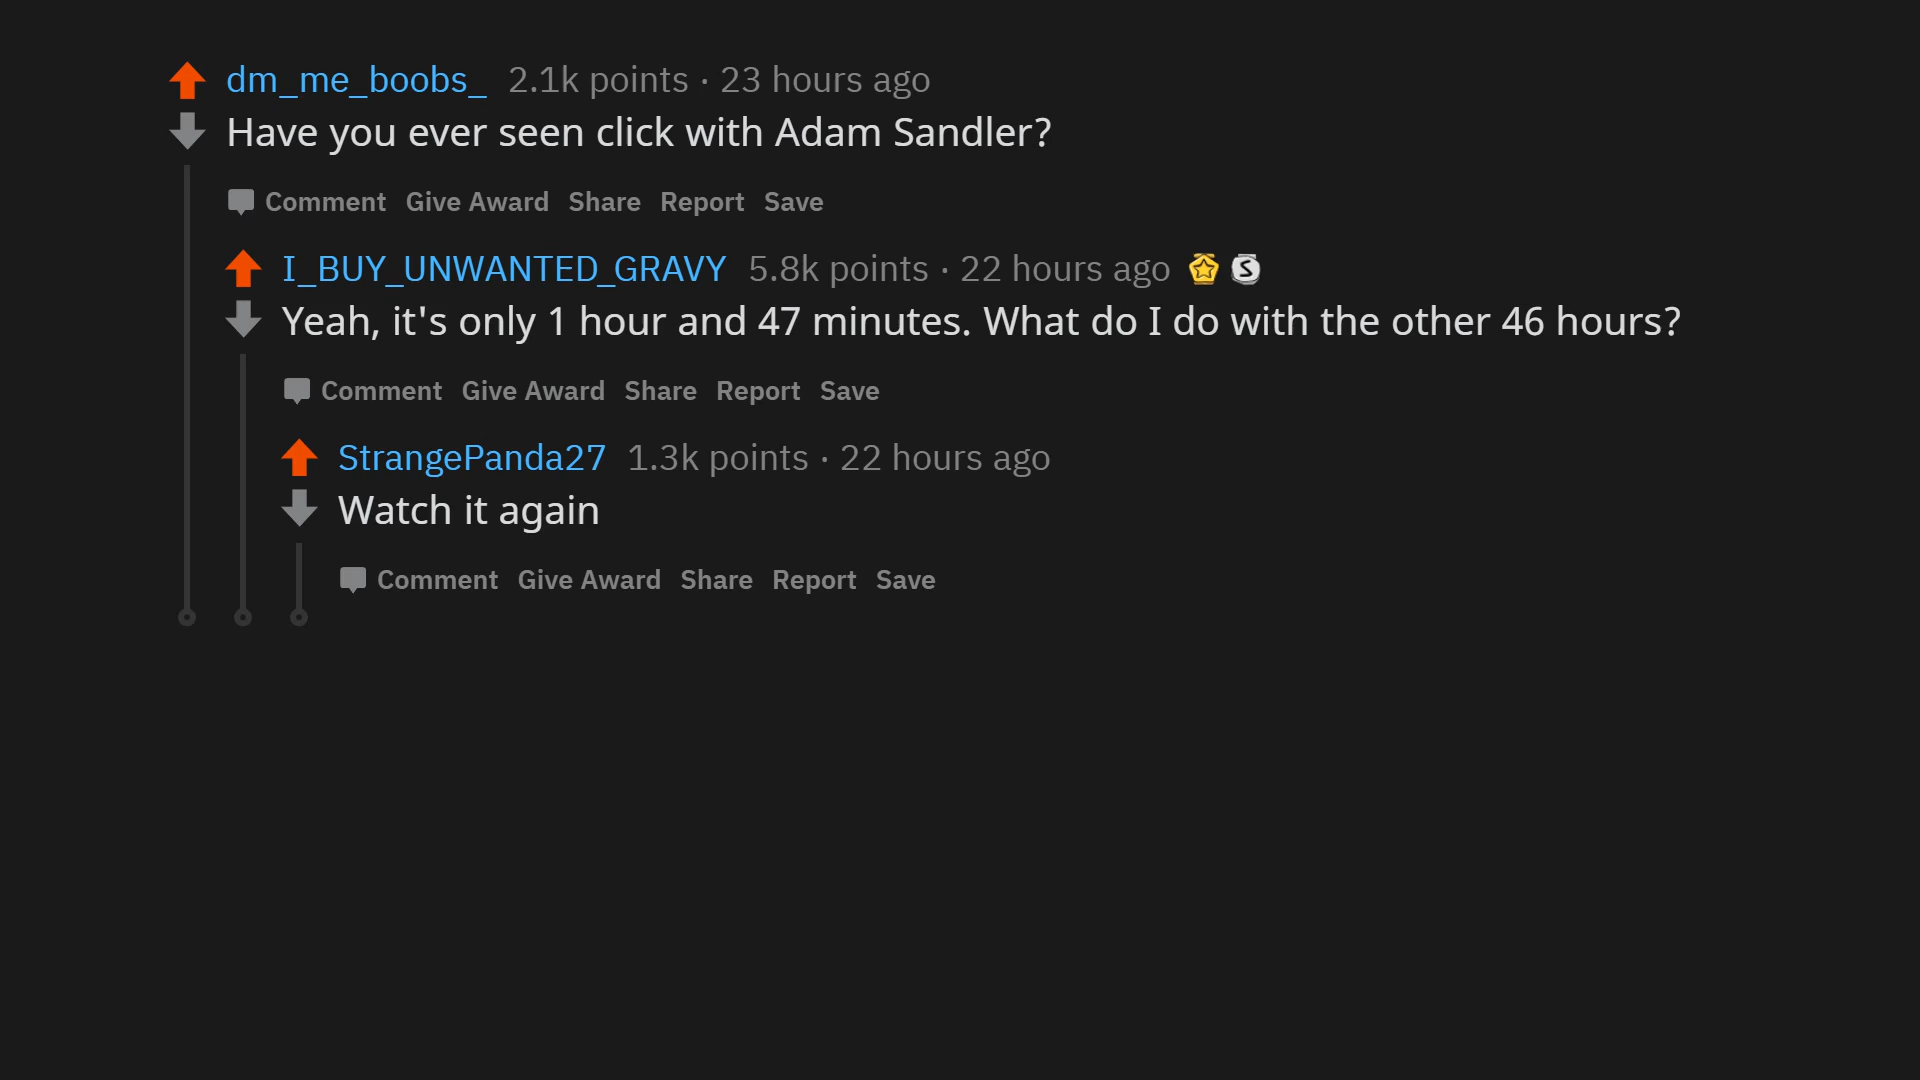 dm_me_boobs_ 2.1k points · 23 hours ago
Have you ever seen click with Adam Sandler?
Comment Give Award Share Report Save
I_BUY_UNWANTED_GRAVY 5.8k points · 22 hours ago
Yeah, it's only 1 hour and 47 minutes. What do I do with the other 46 hours?
Comment Give Award Share Report Save
StrangePanda27 1.3k points · 22 hours ago
Watch it again
Comment Give Award Share Report Save